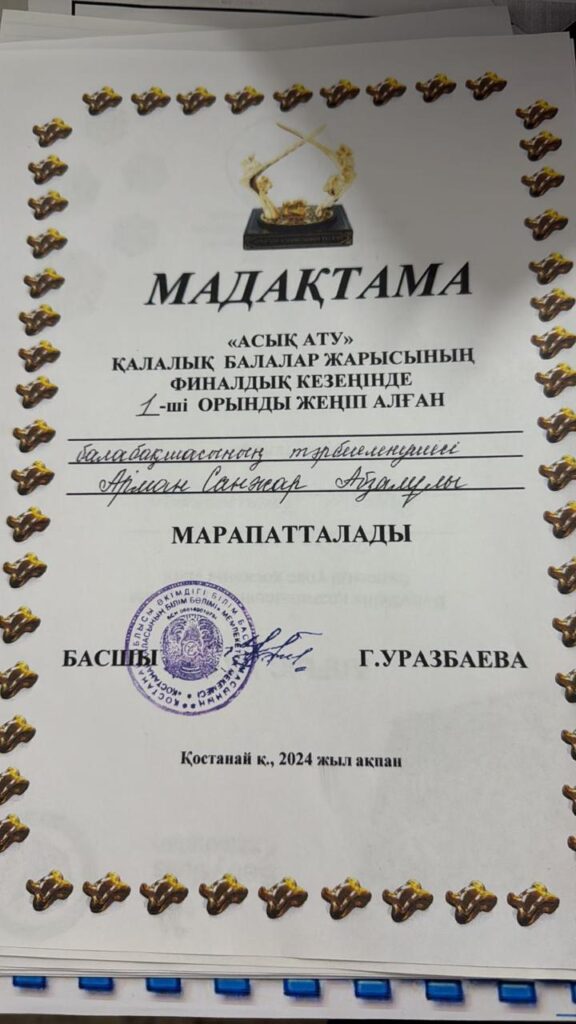 МАДАҚТАМА
«АСЫҚ АТУ»
ҚАЛАЛЫҚ БАЛАЛАР ЖАРЫСЫНЫҢ
ФИНАЛДЫҚ КЕЗЕҢІНДЕ
1-ші ОРЫНДЫ ЖЕҢІП АЛҒАН
балабақшасының тәрбиеленушісі
Арман Санжар
МАРАПАТТАЛАДЫ
БАСШЫ Г.УРАЗБАЕВА
Қостанай қ., 2024 жыл ақпан